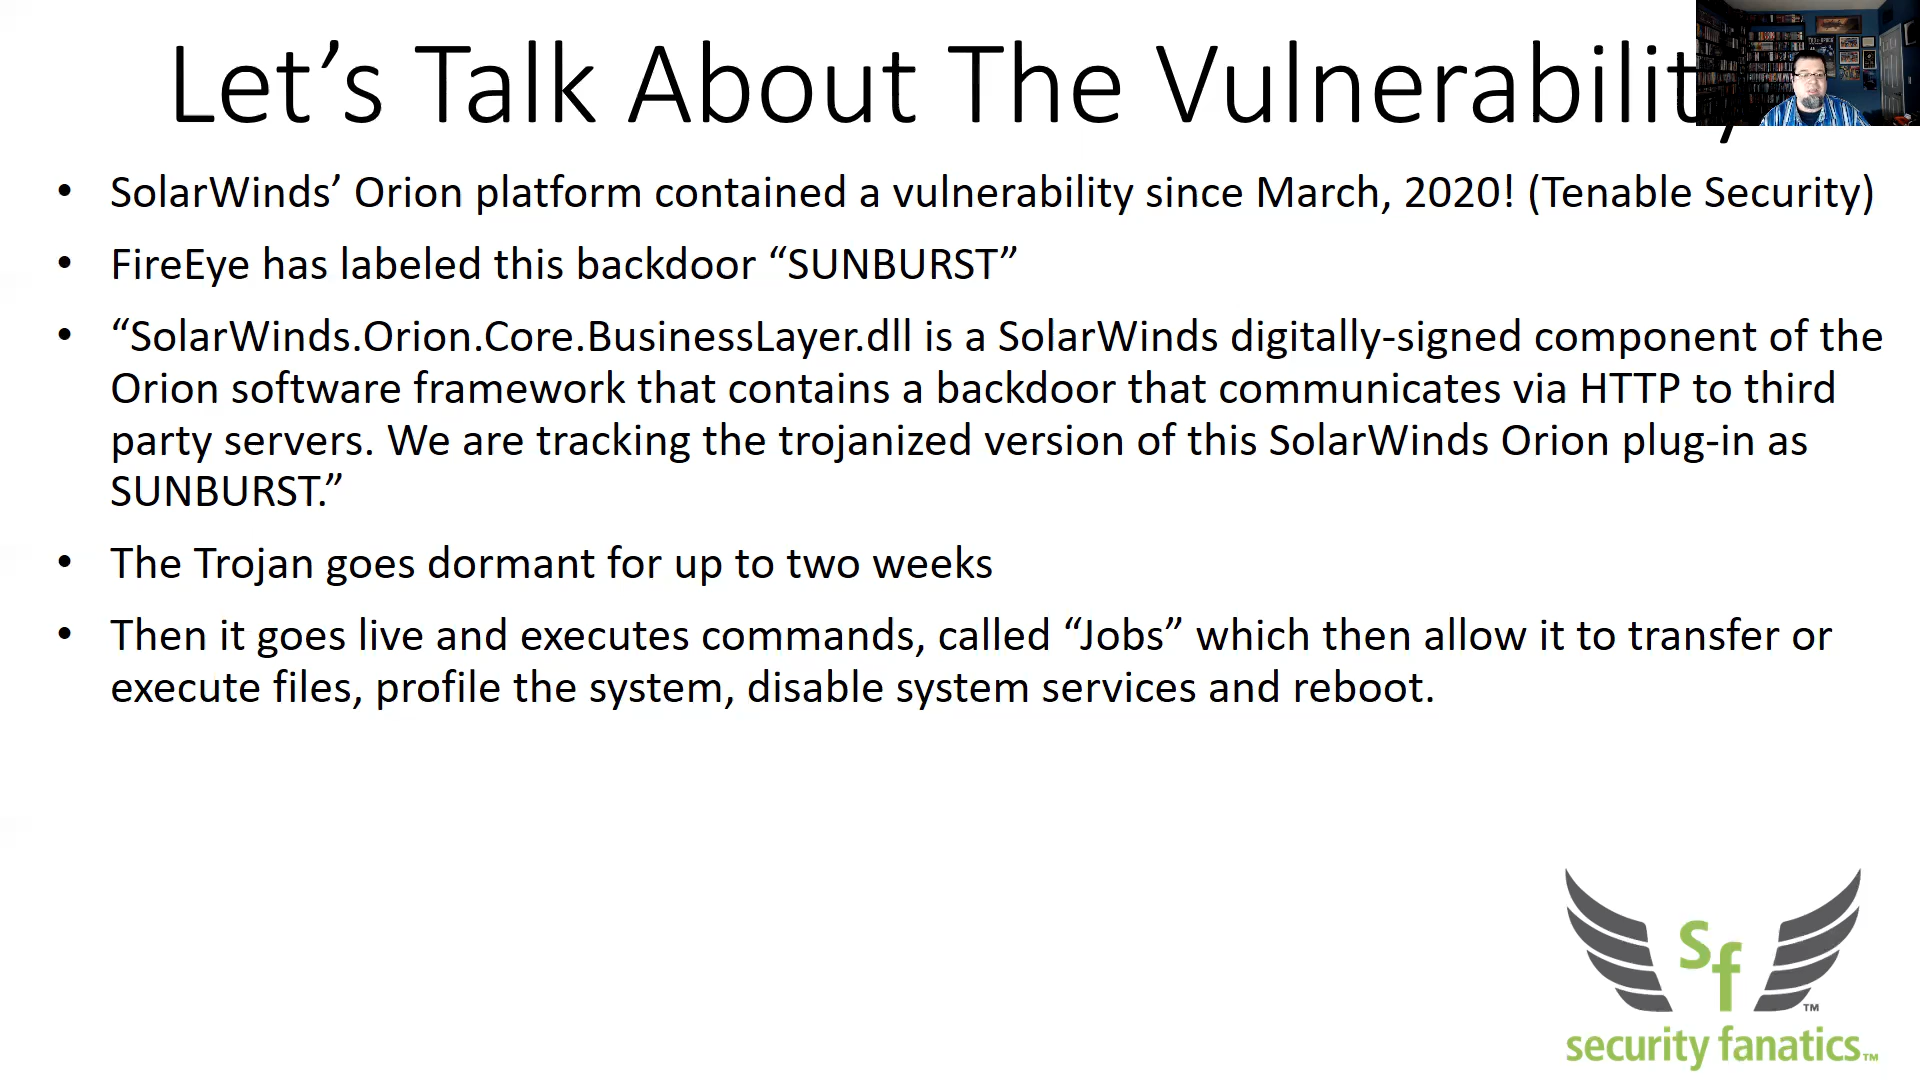 Let’s Talk About The Vulnerability
• SolarWinds’ Orion platform contained a vulnerability since March, 2020! (Tenable Security)
• FireEye has labeled this backdoor “SUNBURST”
• “SolarWinds.Orion.Core.BusinessLayer.dll is a SolarWinds digitally-signed component of the
Orion software framework that contains a backdoor that communicates via HTTP to third
party servers. We are tracking the trojanized version of this SolarWinds Orion plug-in as
SUNBURST.”
• The Trojan goes dormant for up to two weeks
• Then it goes live and executes commands, called “Jobs” which then allow it to transfer or
execute files, profile the system, disable system services and reboot.
sf™
security fanatics™